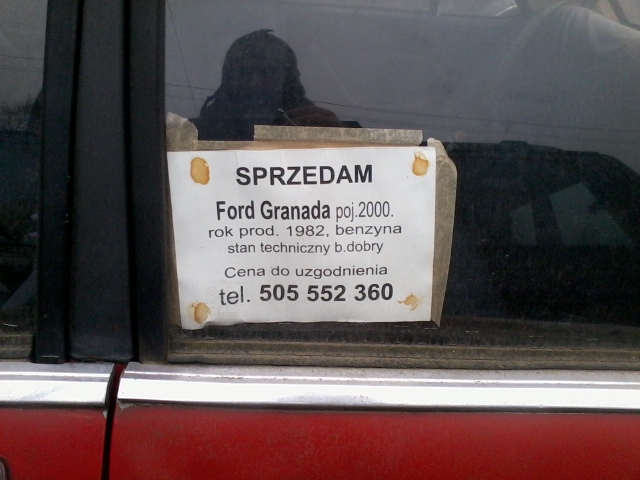 SPRZEDAM
Ford Granada poj.2000.
rok prod. 1982, benzyna
stan techniczny b.dobry
Cena do uzgodnienia
tel. 505 552 360